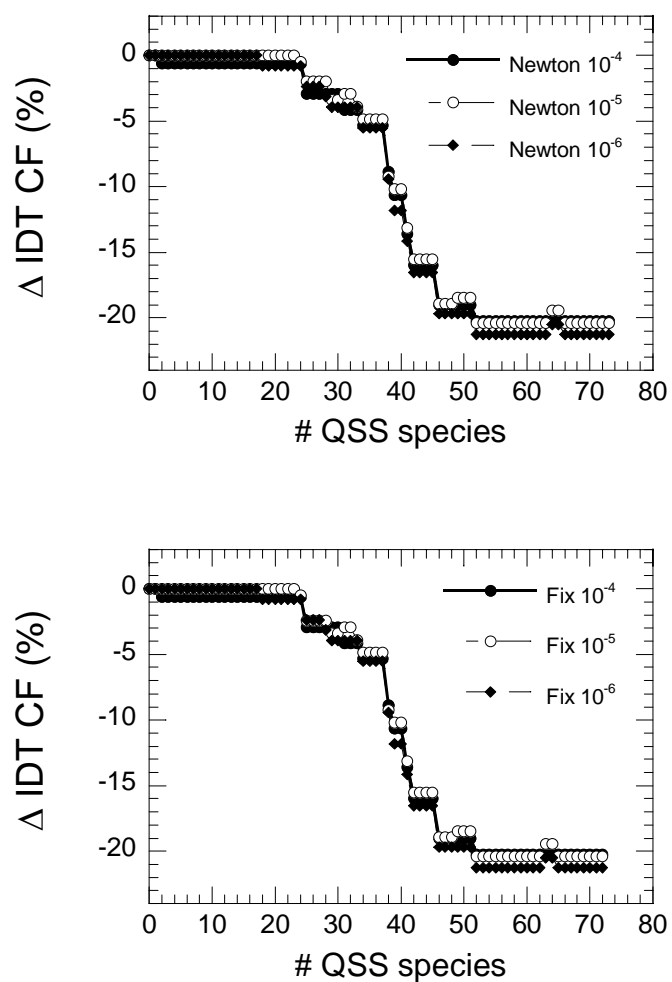 0
-5
-10
-15
-20
Δ IDT CF (%)
Newton 10⁻⁴
Newton 10⁻⁵
Newton 10⁻⁶
0 10 20 30 40 50 60 70 80
# QSS species
0
-5
-10
-15
-20
Δ IDT CF (%)
Fix 10⁻⁴
Fix 10⁻⁵
Fix 10⁻⁶
0 10 20 30 40 50 60 70 80
# QSS species